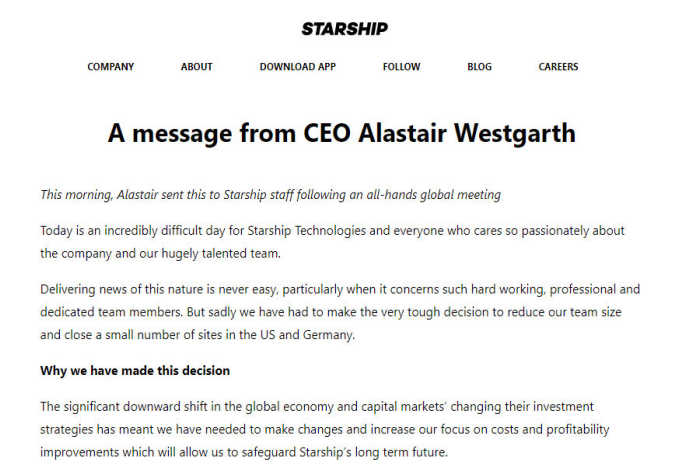 STARSHIP
COMPANY ABOUT DOWNLOAD APP FOLLOW BLOG CAREERS
A message from CEO Alastair Westgarth
This morning, Alastair sent this to Starship staff following an all-hands global meeting
Today is an incredibly difficult day for Starship Technologies and everyone who cares so passionately about
the company and our hugely talented team.
Delivering news of this nature is never easy, particularly when it concerns such hard working, professional and
dedicated team members. But sadly we have had to make the very tough decision to reduce our team size
and close a small number of sites in the US and Germany.
Why we have made this decision
The significant downward shift in the global economy and capital markets’ changing their investment
strategies has meant we have needed to make changes and increase our focus on costs and profitability
improvements which will allow us to safeguard Starship’s long term future.